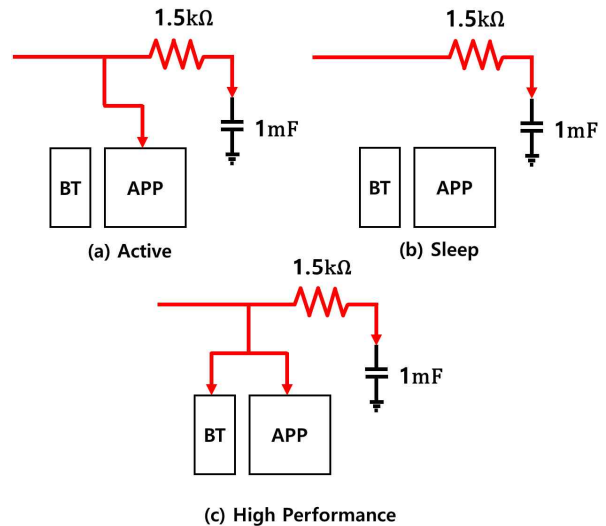 1.5kΩ
1mF
BT
APP
(a) Active
1.5kΩ
1mF
BT
APP
(b) Sleep
1.5kΩ
1mF
BT
APP
(c) High Performance